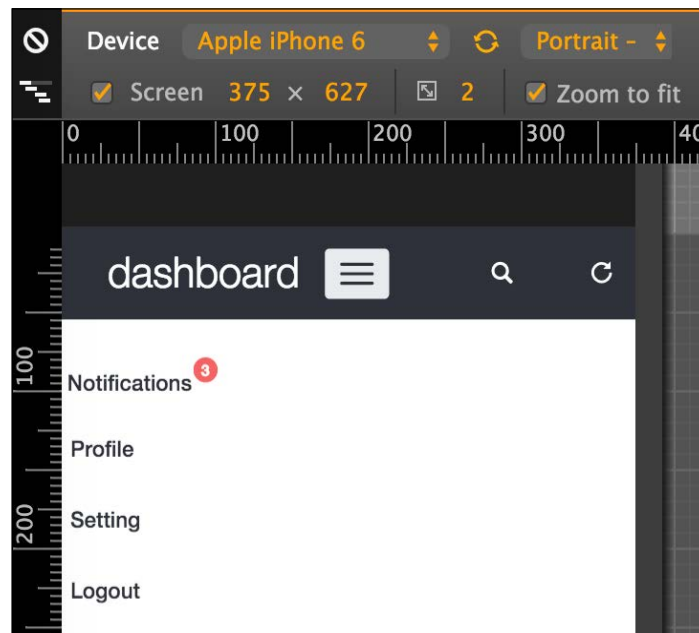 Device Apple iPhone 6 Portrait -
Screen 375 × 627 2 Zoom to fit
0 100 200 300 40
dashboard
100
Notifications 3
Profile
Setting
200
Logout